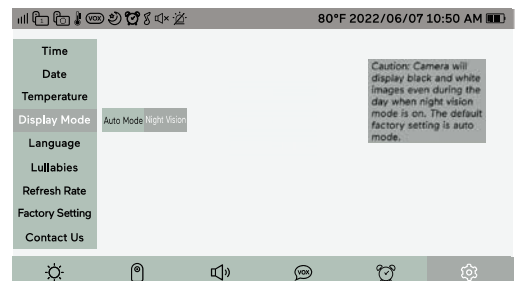 VOX 80°F 2022/06/07 10:50 AM
Time
Date
Temperature
Display Mode
Auto Mode Night Vision
Language
Lullabies
Refresh Rate
Factory Setting
Contact Us
Caution: Camera will
display black and white
images even during the
day when night vision
mode is on. The default
factory setting is auto
mode.
VOX